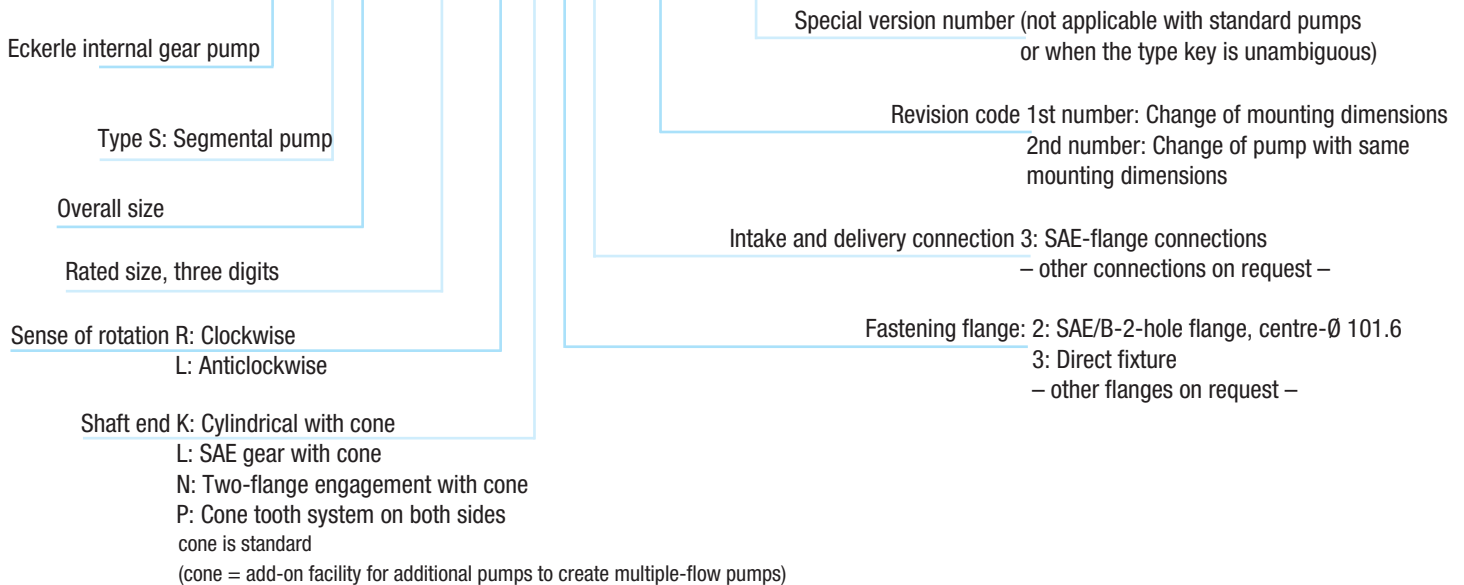 Eckerle internal gear pump
Type S: Segmental pump
Overall size
Rated size, three digits
Sense of rotation R: Clockwise
L: Anticlockwise
Shaft end K: Cylindrical with cone
L: SAE gear with cone
N: Two-flange engagement with cone
P: Cone tooth system on both sides
cone is standard
(cone = add-on facility for additional pumps to create multiple-flow pumps)
Special version number (not applicable with standard pumps
or when the type key is unambiguous)
Revision code 1st number: Change of mounting dimensions
2nd number: Change of pump with same
mounting dimensions
Intake and delivery connection 3: SAE-flange connections
– other connections on request –
Fastening flange: 2: SAE/B-2-hole flange, centre-Ø 101.6
3: Direct fixture
– other flanges on request –